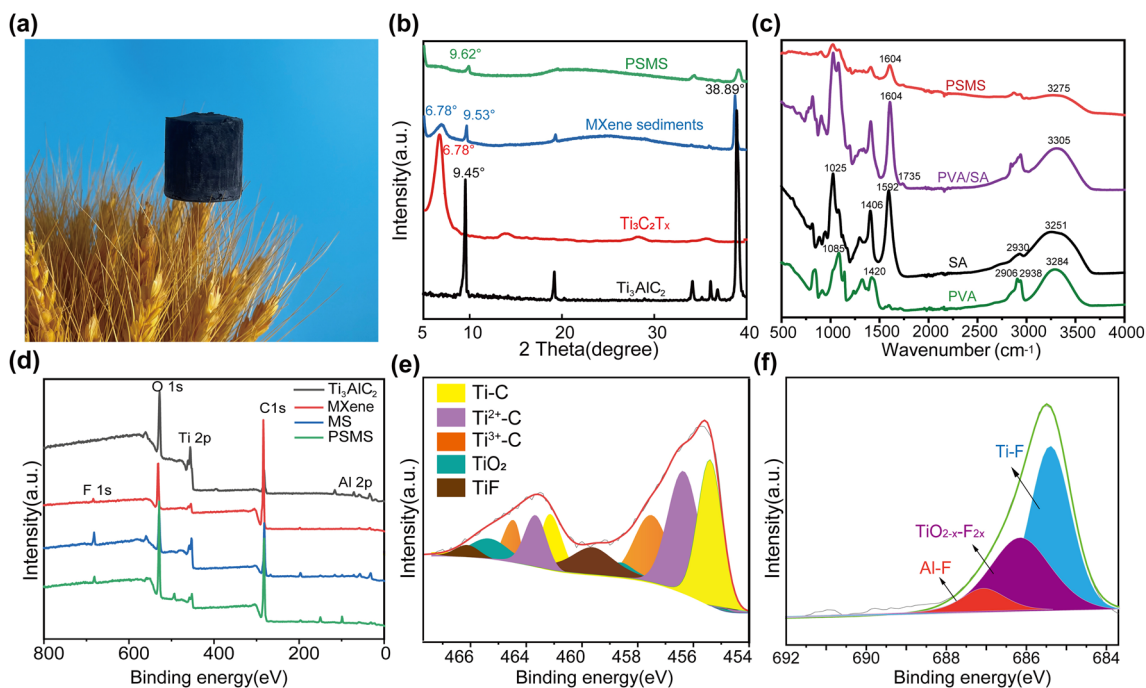 (a)
(b)
9.62°
PSMS
38.89°
6.78°
9.53°
MXene sediments
6.78°
9.45°
Ti₃C₂Tₓ
Ti₃AlC₂
Intensity(a.u.)
5
10
20
30
40
2 Theta(degree)
(c)
1604
PSMS
3275
1604
3305
PVA/SA
1735
1025
1592
1406
3251
2930
SA
1085
1420
2906
2938
3284
PVA
Intensity(a.u.)
500
1000
1500
2000
2500
3000
3500
4000
Wavenumber (cm⁻¹)
(d)
O 1s
Ti₃AlC₂
MXene
MS
PSMS
C1s
Ti 2p
F 1s
Al 2p
Intensity(a.u.)
800
600
400
200
0
Binding energy(eV)
(e)
Ti-C
Ti²⁺-C
Ti³⁺-C
TiO₂
TiF
Intensity(a.u.)
466
464
462
460
458
456
454
Binding energy(eV)
(f)
Ti-F
TiO₂₋ₓ-F₂ₓ
Al-F
Intensity(a.u.)
692
690
688
686
684
Binding energy(eV)